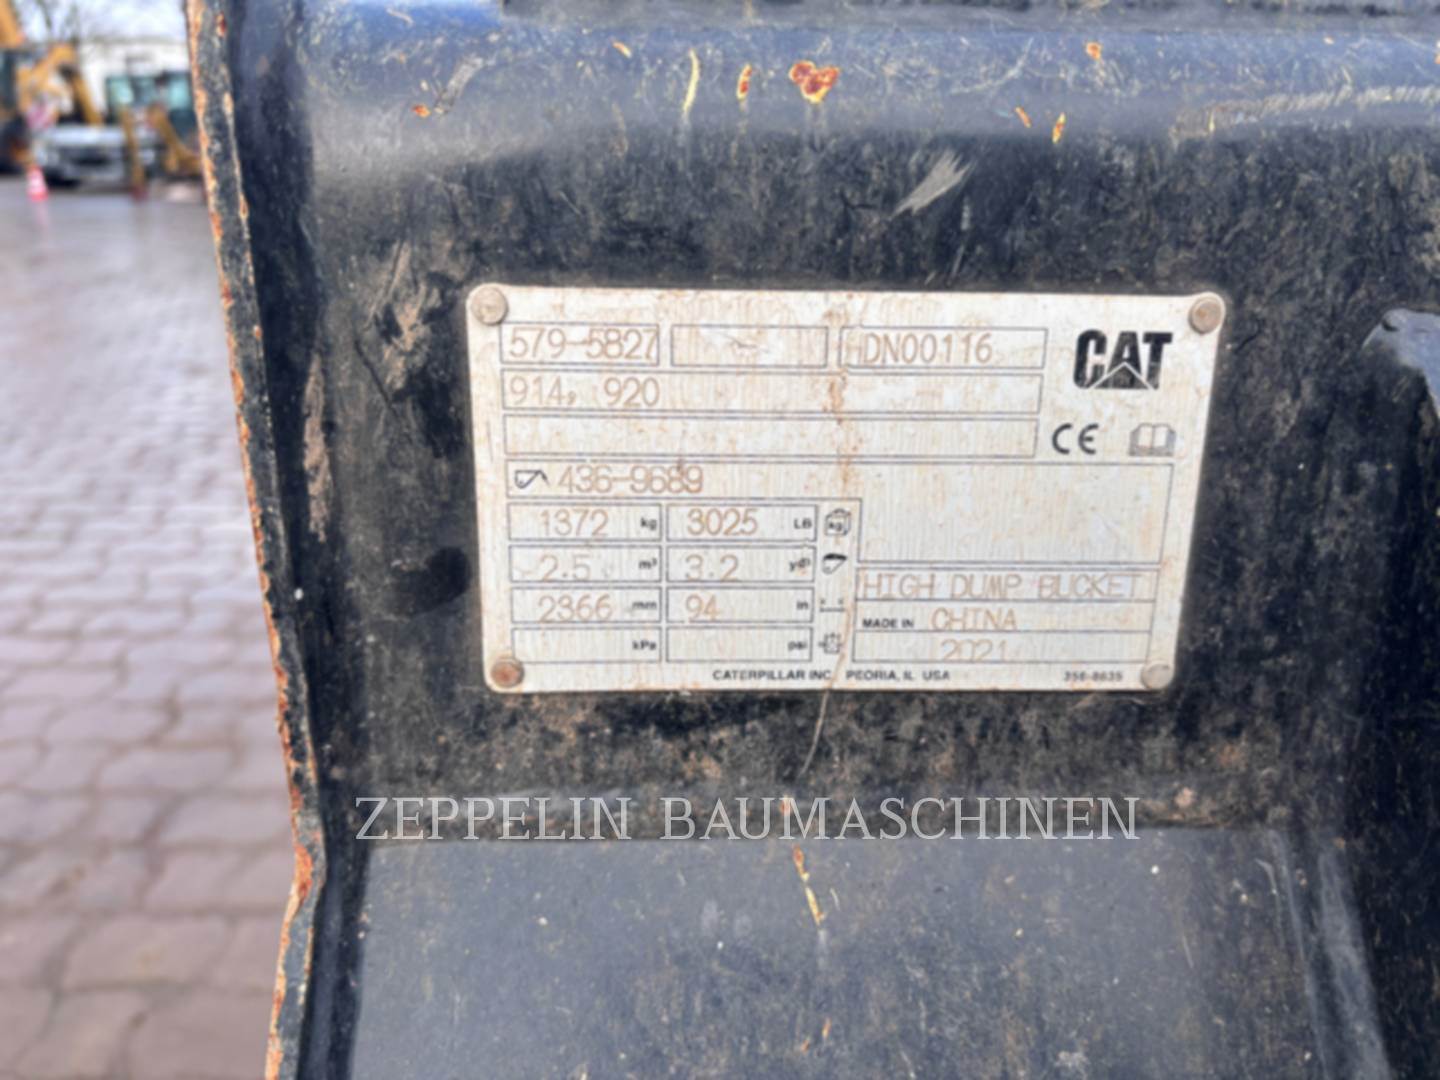 579-5827 HDN00116 CAT
914, 920
CE
436-9689
1372 kg 3025 LB kg
2.5 m³ 3.2 yd³
HIGH DUMP BUCKET
2366 mm 94 in
MADE IN CHINA
kPa psi 2021
CATERPILLAR INC. PEORIA, IL USA 356-8635
ZEPPELIN BAUMASCHINEN